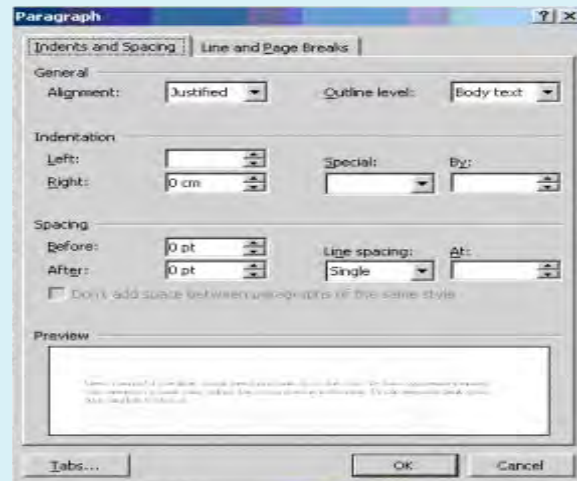 Paragraph
Indents and Spacing Line and Page Breaks
General
Alignment: Justified Outline level: Body text
Indentation
Left: Special: By:
Right: 0 cm
Spacing
Before: 0 pt Line spacing: At:
After: 0 pt Single
Don't add space between paragraphs of the same style
Preview
Tabs... OK Cancel